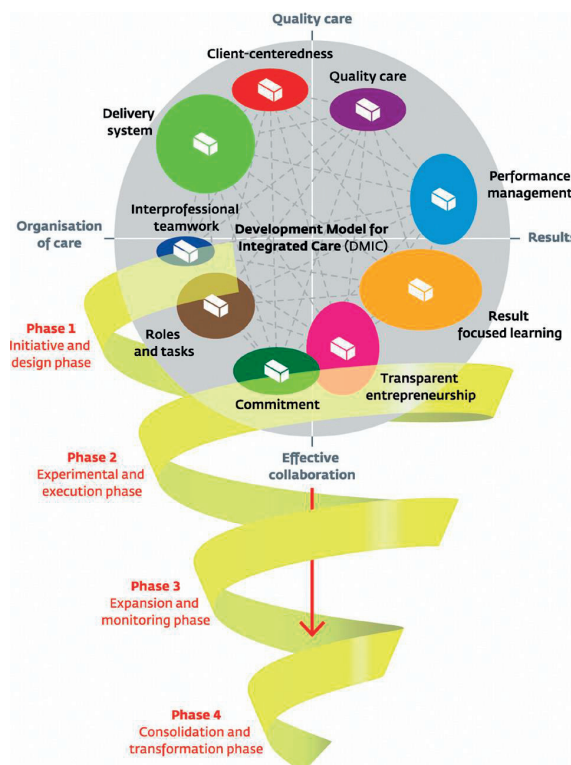 Quality care
Client-centeredness
Quality care
Delivery
system
Performance
management
Interprofessional
teamwork
Organisation
of care
Development Model for
Integrated Care (DMIC)
Results
Phase 1
Initiative and
design phase
Roles
and tasks
Result
focused learning
Commitment
Transparent
entrepreneurship
Phase 2
Experimental and
execution phase
Effective
collaboration
Phase 3
Expansion and
monitoring phase
Phase 4
Consolidation and
transformation phase